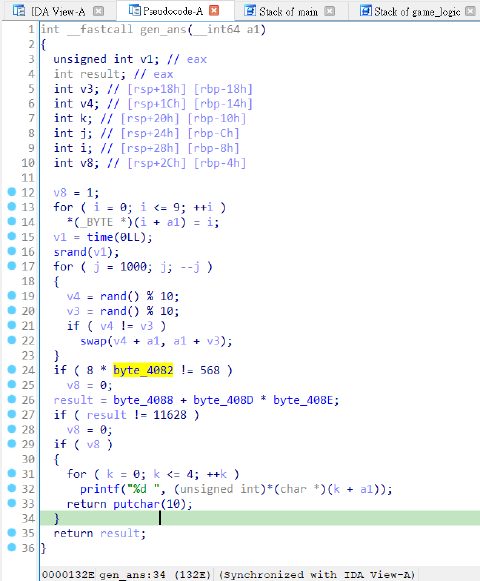 IDA View-A Pseudocode-A Stack of main Stack of game_logic
1 int __fastcall gen_ans(__int64 a1)
2 {
3 unsigned int v1; // eax
4 int result; // eax
5 int v3; // [rsp+18h] [rbp-18h]
6 int v4; // [rsp+1Ch] [rbp-14h]
7 int k; // [rsp+20h] [rbp-10h]
8 int j; // [rsp+24h] [rbp-Ch]
9 int i; // [rsp+28h] [rbp-8h]
10 int v8; // [rsp+2Ch] [rbp-4h]
11
12 v8 = 1;
13 for ( i = 0; i <= 9; ++i )
14 *(_BYTE *)(i + a1) = i;
15 v1 = time(0LL);
16 srand(v1);
17 for ( j = 1000; j; --j )
18 {
19 v4 = rand() % 10;
20 v3 = rand() % 10;
21 if ( v4 != v3 )
22 swap(v4 + a1, a1 + v3);
23 }
24 if ( 8 * byte_4082 != 568 )
25 v8 = 0;
26 result = byte_4088 + byte_408D * byte_408E;
27 if ( result != 11628 )
28 v8 = 0;
29 if ( v8 )
30 {
31 for ( k = 0; k <= 4; ++k )
32 printf("%d ", (unsigned int)*(char *)(k + a1));
33 return putchar(10);
34 }
35 return result;
36 }
0000132E gen_ans:34 (132E) (Synchronized with IDA View-A)